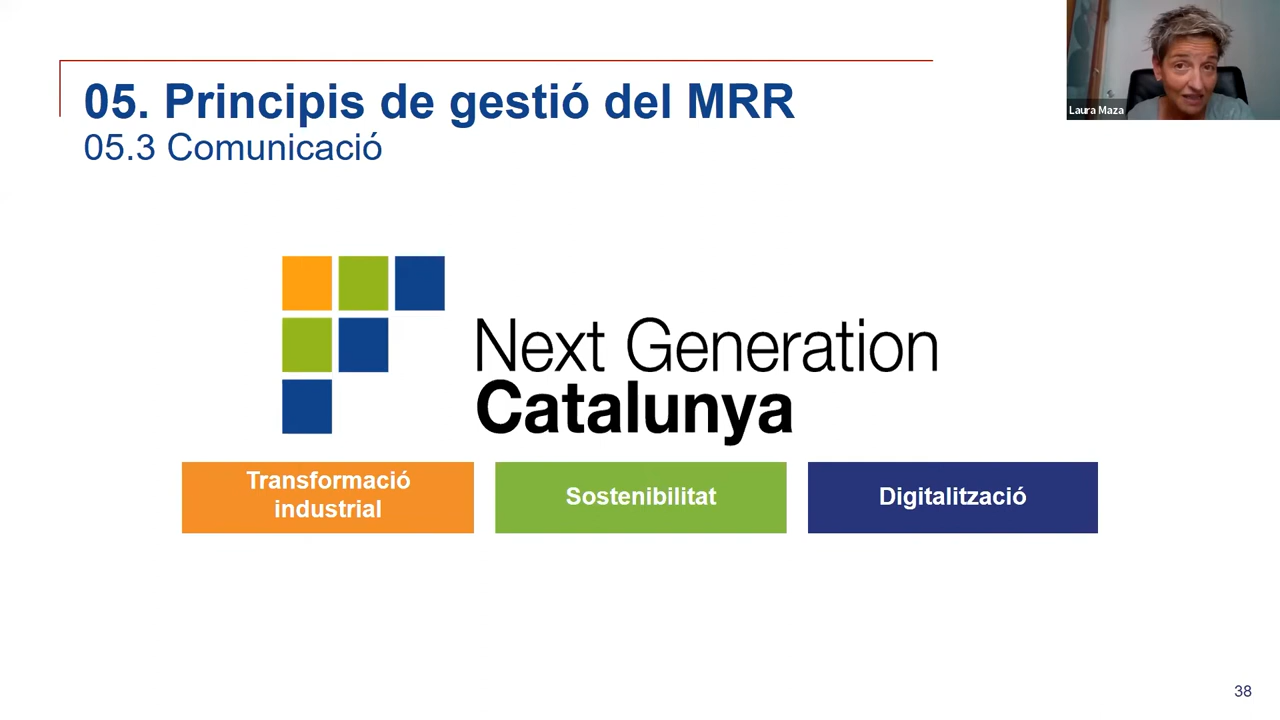 05. Principis de gestió del MRR
05.3 Comunicació
Laura Maza
Next Generation
Catalunya
Transformació
industrial
Sostenibilitat
Digitalització
38